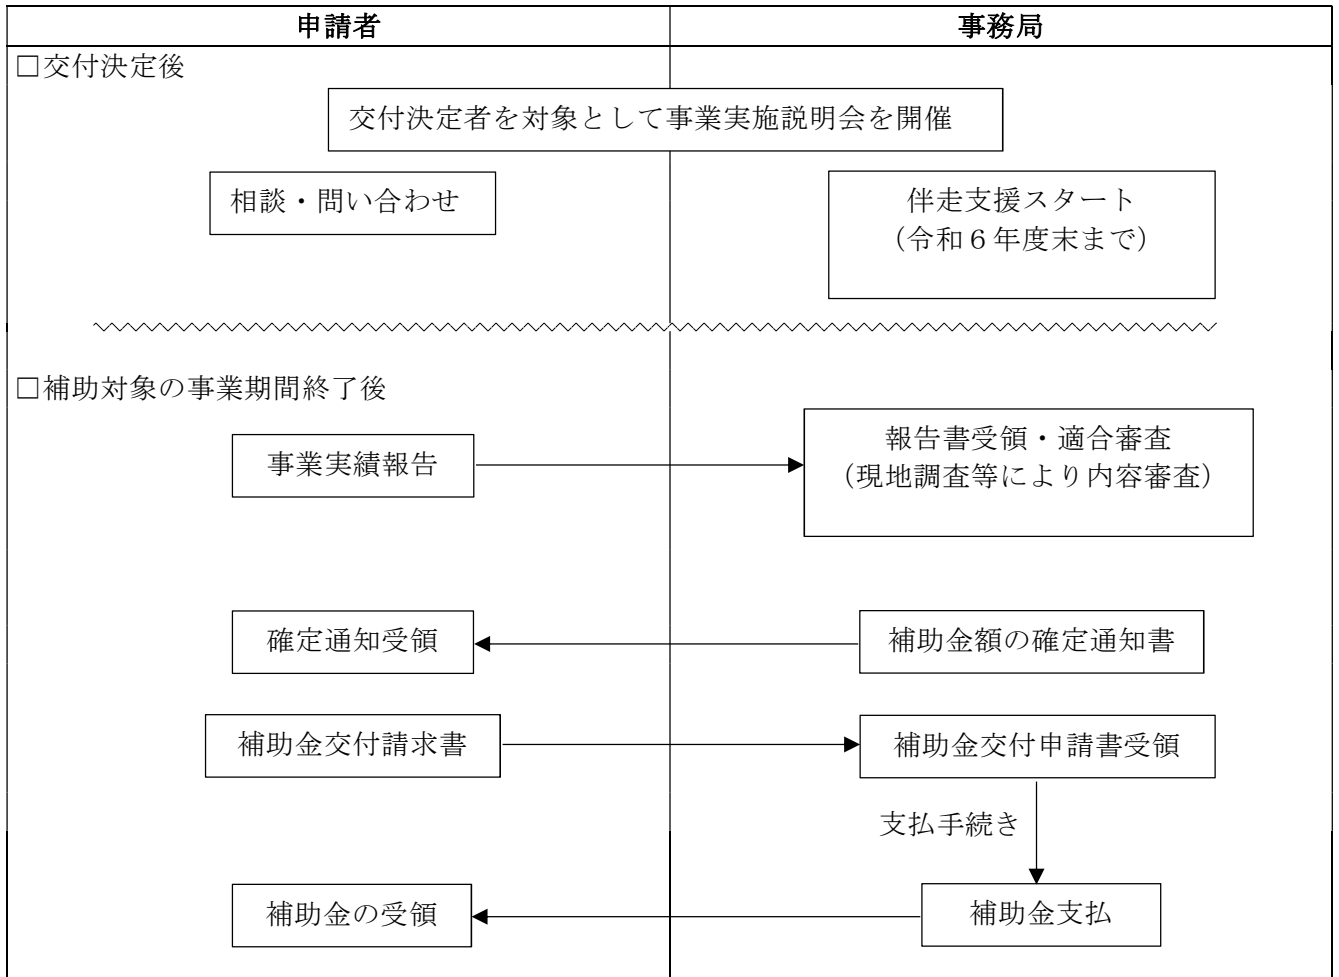 申請者
事務局
□交付決定後
交付決定者を対象として事業実施説明会を開催
相談・問い合わせ
伴走支援スタート
（令和６年度末まで）
□補助対象の事業期間終了後
事業実績報告
報告書受領・適合審査
（現地調査等により内容審査）
確定通知受領
補助金額の確定通知書
補助金交付請求書
補助金交付申請書受領
支払手続き
補助金の受領
補助金支払